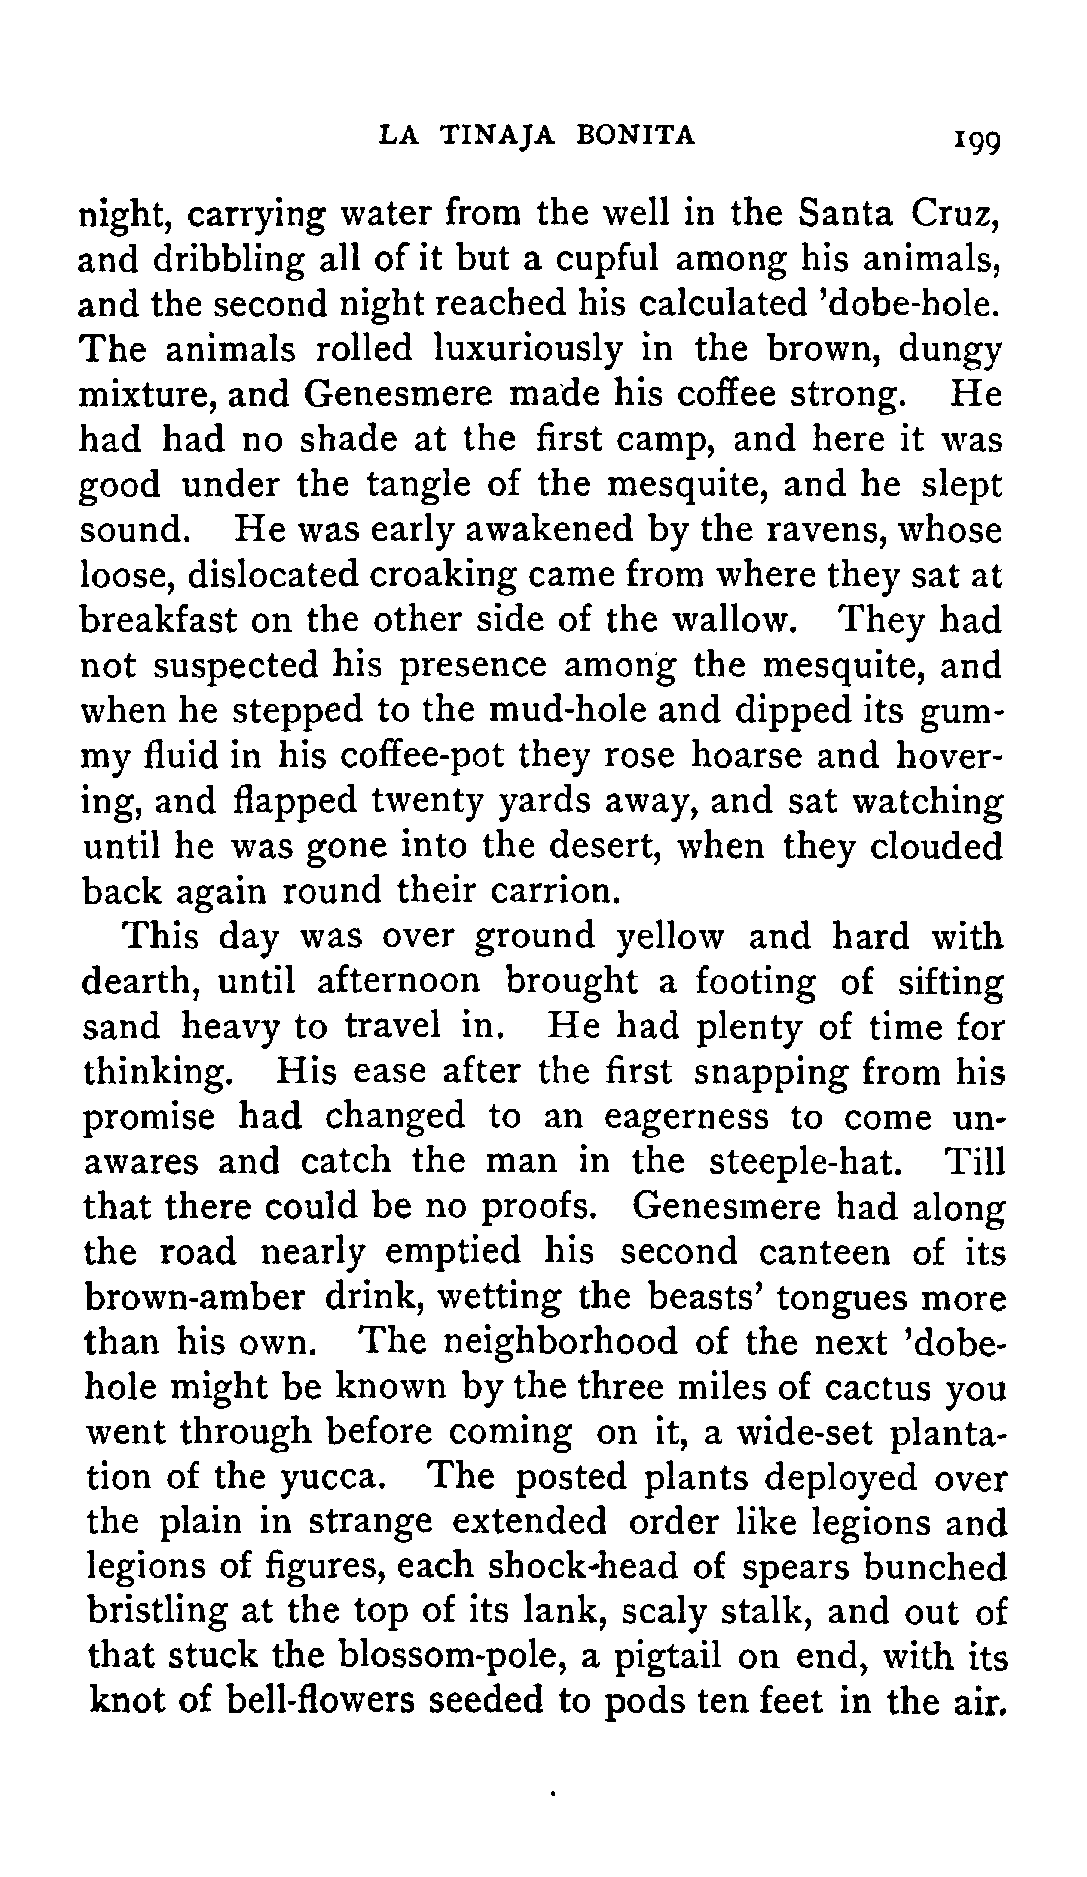 LA TINAJA BONITA 199
night, carrying water from the well in the Santa Cruz,
and dribbling all of it but a cupful among his animals,
and the second night reached his calculated ’dobe-hole.
The animals rolled luxuriously in the brown, dungy
mixture, and Genesmere made his coffee strong. He
had had no shade at the first camp, and here it was
good under the tangle of the mesquite, and he slept
sound. He was early awakened by the ravens, whose
loose, dislocated croaking came from where they sat at
breakfast on the other side of the wallow. They had
not suspected his presence among the mesquite, and
when he stepped to the mud-hole and dipped its gum-
my fluid in his coffee-pot they rose hoarse and hover-
ing, and flapped twenty yards away, and sat watching
until he was gone into the desert, when they clouded
back again round their carrion.
This day was over ground yellow and hard with
dearth, until afternoon brought a footing of sifting
sand heavy to travel in. He had plenty of time for
thinking. His ease after the first snapping from his
promise had changed to an eagerness to come un-
awares and catch the man in the steeple-hat. Till
that there could be no proofs. Genesmere had along
the road nearly emptied his second canteen of its
brown-amber drink, wetting the beasts’ tongues more
than his own. The neighborhood of the next ’dobe-
hole might be known by the three miles of cactus you
went through before coming on it, a wide-set planta-
tion of the yucca. The posted plants deployed over
the plain in strange extended order like legions and
legions of figures, each shock-head of spears bunched
bristling at the top of its lank, scaly stalk, and out of
that stuck the blossom-pole, a pigtail on end, with its
knot of bell-flowers seeded to pods ten feet in the air.